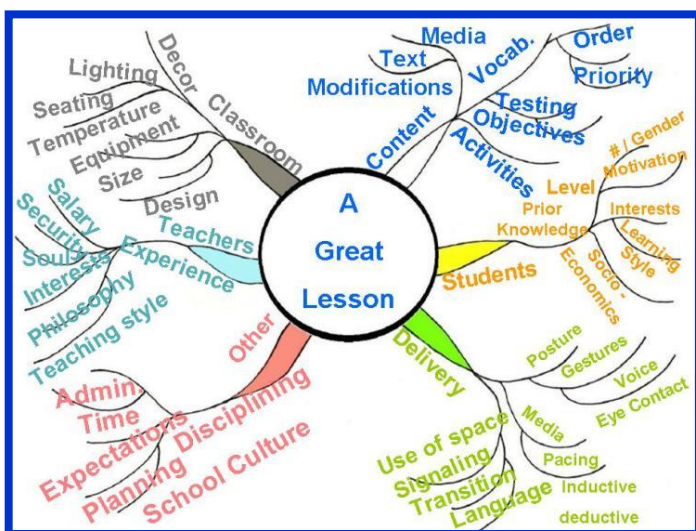 A
Great
Lesson
Content
Media
Text
Modifications
Vocab.
Order
Priority
Testing
Objectives
Activities
Students
Prior
Knowledge
Level
# / Gender
Motivation
Interests
Learning
Style
Socio -
Economics
Delivery
Posture
Gestures
Voice
Eye Contact
Media
Pacing
Inductive
deductive
Use of space
Signaling
Transition
Language
Other
Admin.
Time
Expectations
Disciplining
Planning
School Culture
Teachers
Experience
Salary
Security
Soul
Interests
Philosophy
Teaching style
Classroom
Decor
Lighting
Seating
Temperature
Equipment
Size
Design